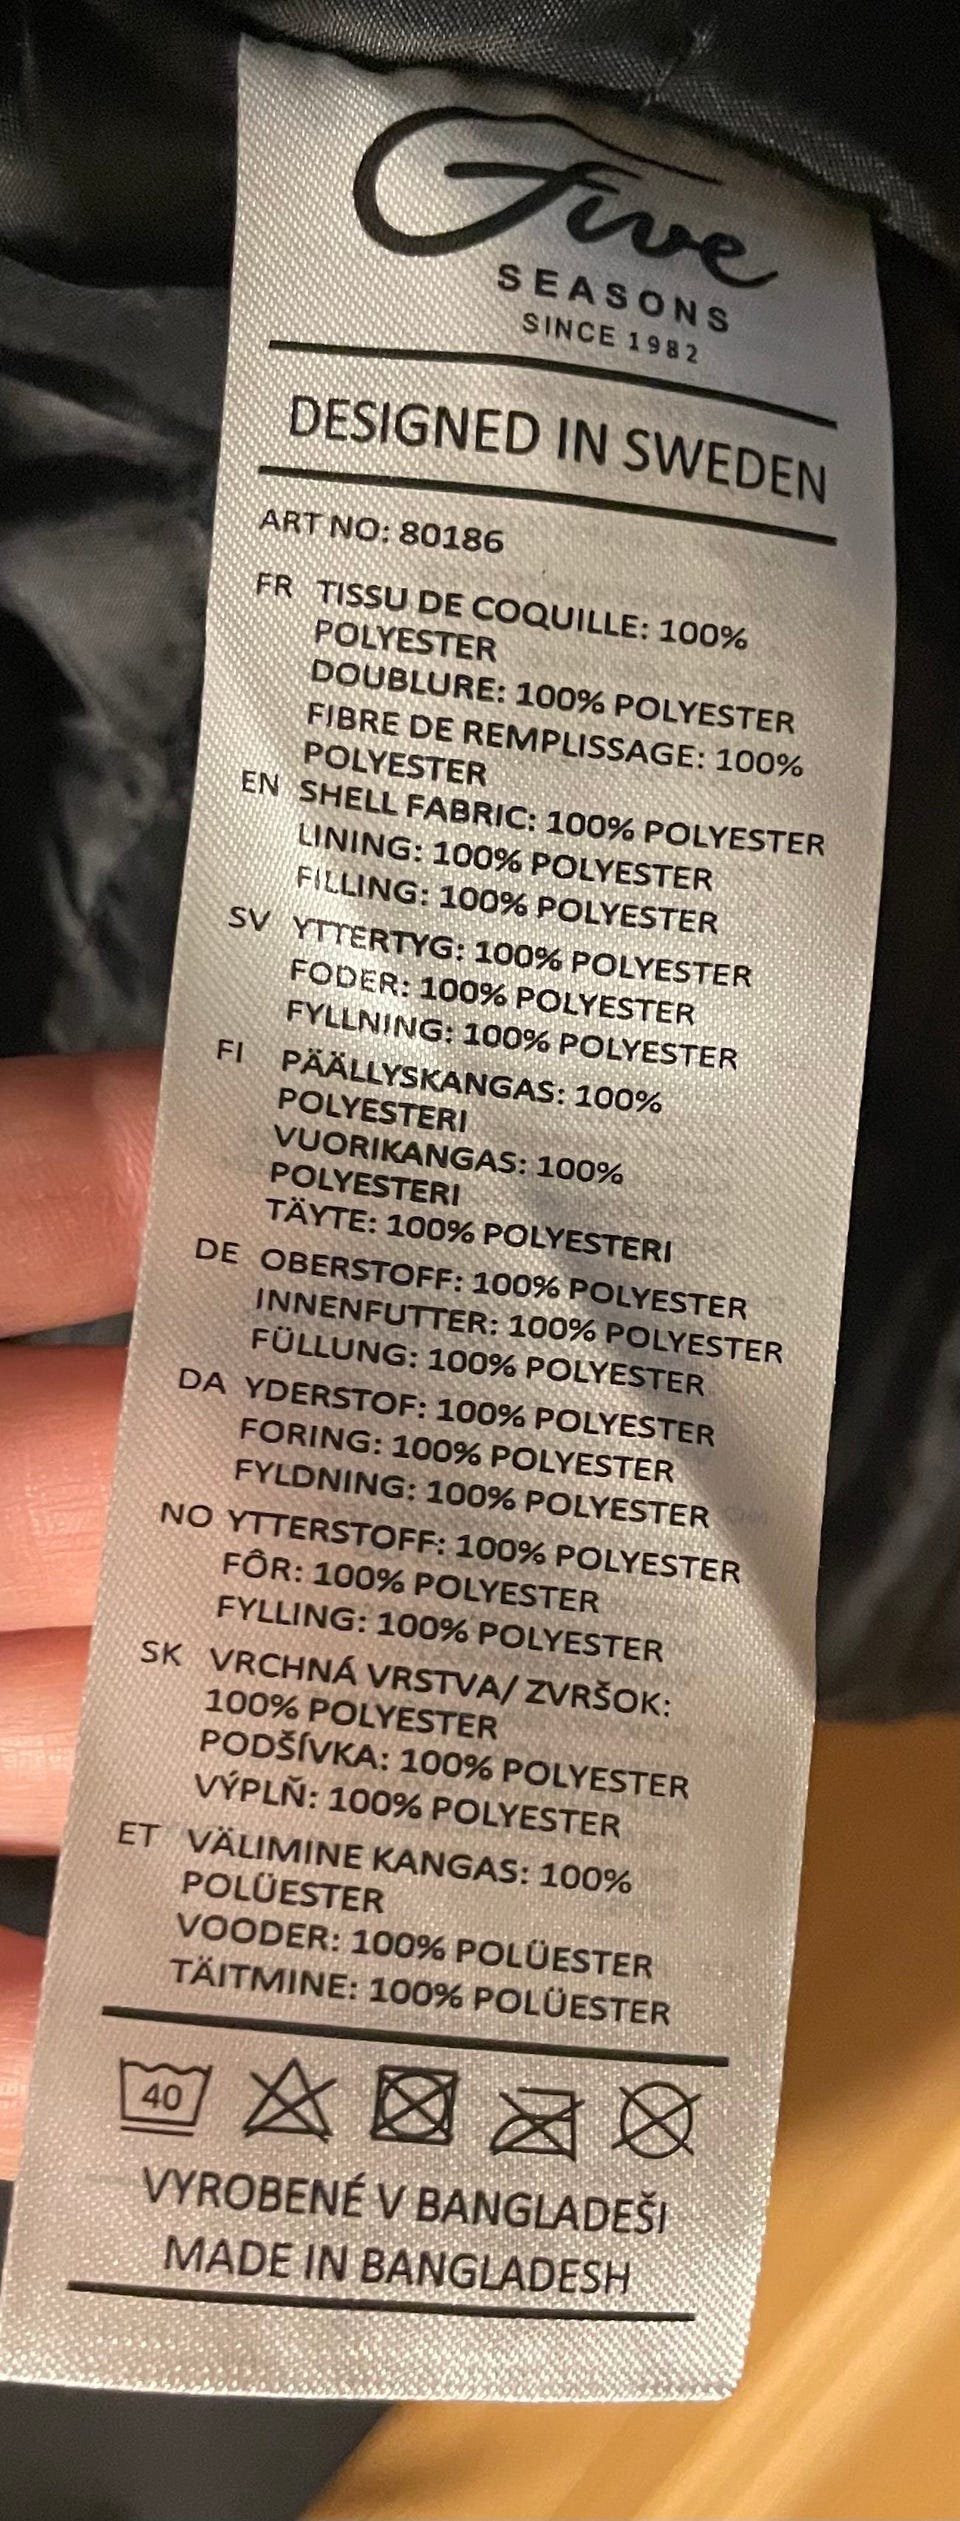 Five
SEASONS
SINCE 1982
DESIGNED IN SWEDEN
ART NO: 80186
FR TISSU DE COQUILLE: 100%
POLYESTER
DOUBLURE: 100% POLYESTER
FIBRE DE REMPLISSAGE: 100%
POLYESTER
EN SHELL FABRIC: 100% POLYESTER
LINING: 100% POLYESTER
FILLING: 100% POLYESTER
SV YTTERTYG: 100% POLYESTER
FODER: 100% POLYESTER
FYLLNING: 100% POLYESTER
FI PÄÄLLYSKANGAS: 100%
POLYESTERI
VUORIKANGAS: 100%
POLYESTERI
TÄYTE: 100% POLYESTERI
DE OBERSTOFF: 100% POLYESTER
INNENFUTTER: 100% POLYESTER
FÜLLUNG: 100% POLYESTER
DA YDERSTOF: 100% POLYESTER
FORING: 100% POLYESTER
FYLDNING: 100% POLYESTER
NO YTTERSTOFF: 100% POLYESTER
FÔR: 100% POLYESTER
FYLLING: 100% POLYESTER
SK VRCHNÁ VRSTVA/ ZVRŠOK:
100% POLYESTER
PODŠÍVKA: 100% POLYESTER
VÝPLŇ: 100% POLYESTER
ET VÄLIMINE KANGAS: 100%
POLÜESTER
VOODER: 100% POLÜESTER
TÄITMINE: 100% POLÜESTER
40
VYROBENÉ V BANGLADEŠI
MADE IN BANGLADESH